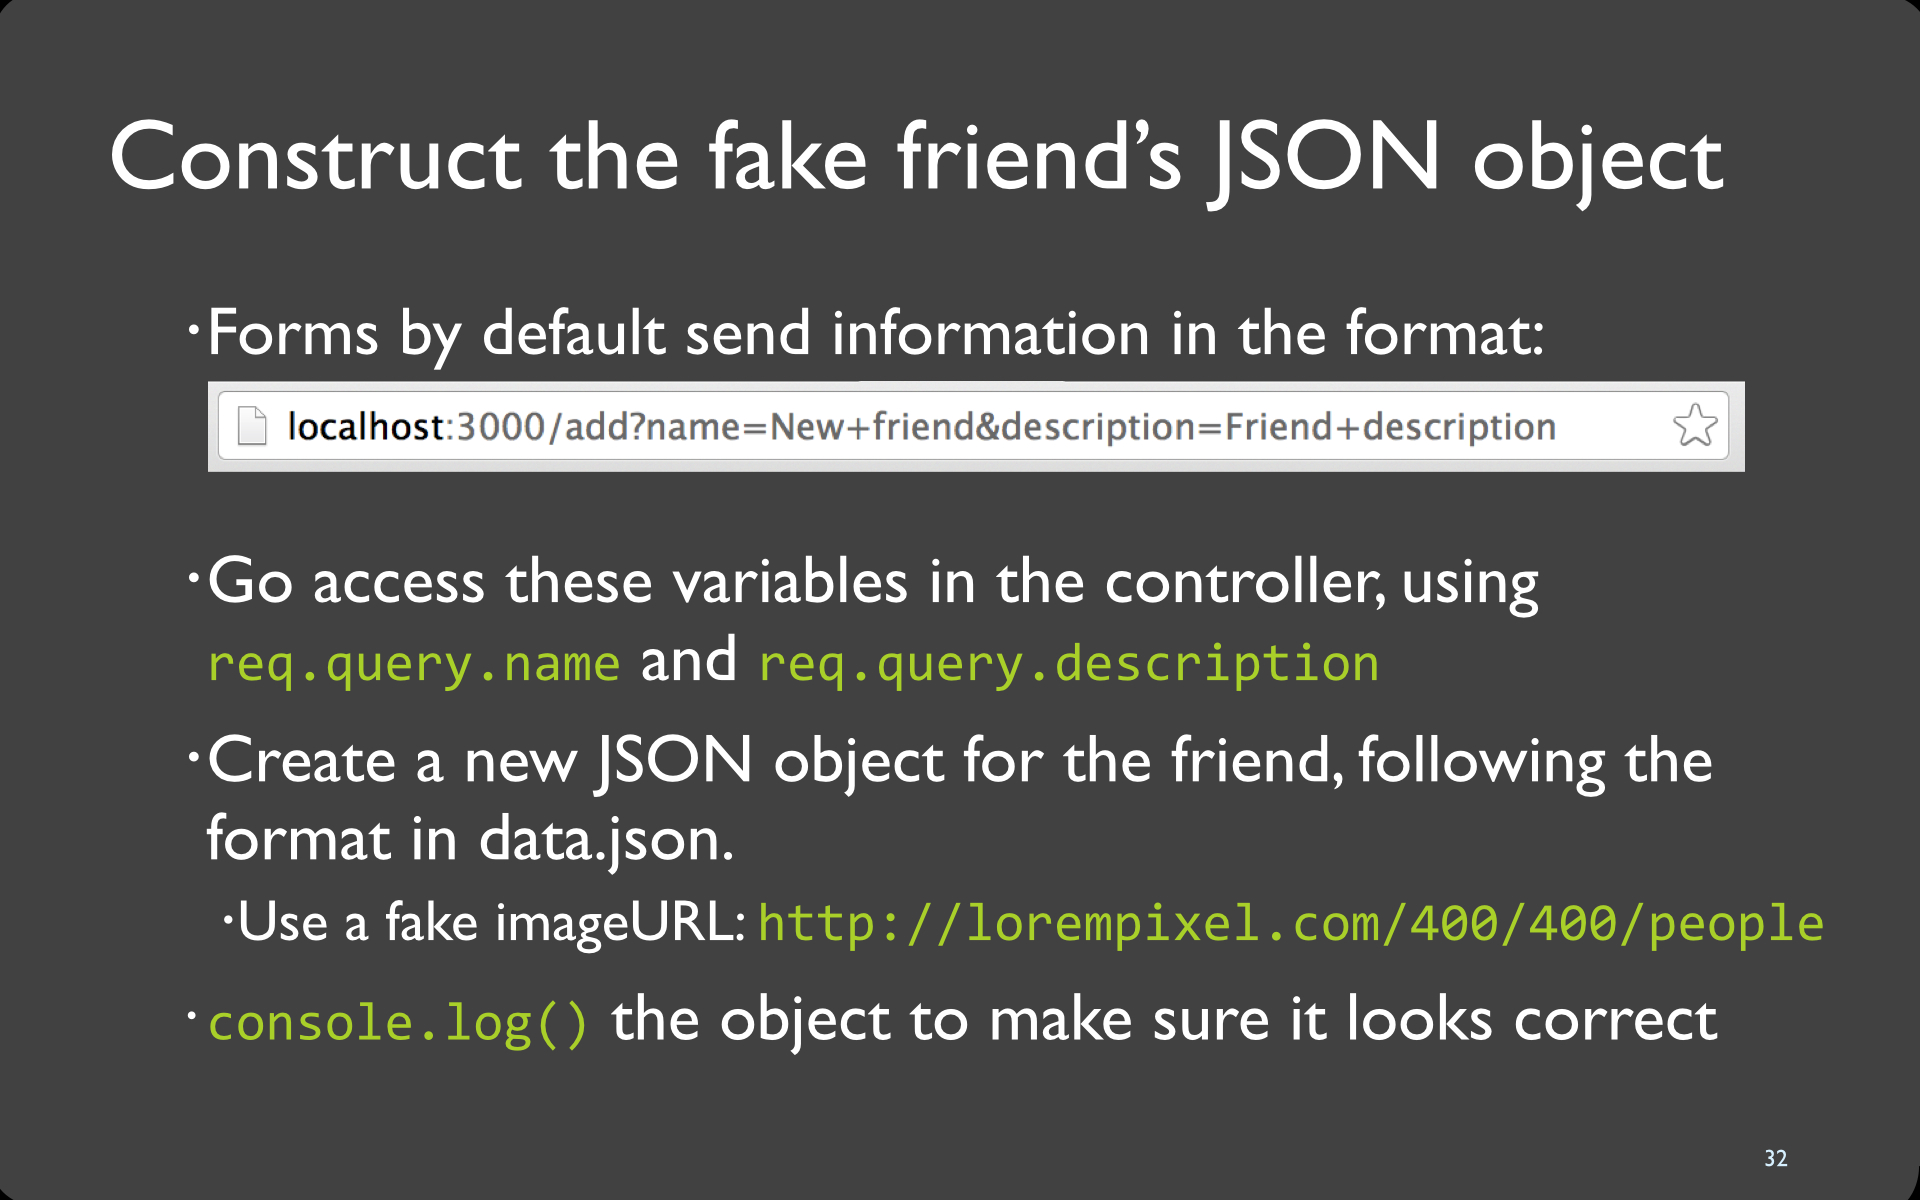 Construct the fake friend’s JSON object
•Forms by default send information in the format:
localhost:3000/add?name=New+friend&description=Friend+description
•Go access these variables in the controller, using
req.query.name and req.query.description
•Create a new JSON object for the friend, following the
format in data.json.
•Use a fake imageURL: http://lorempixel.com/400/400/people
•console.log() the object to make sure it looks correct
32